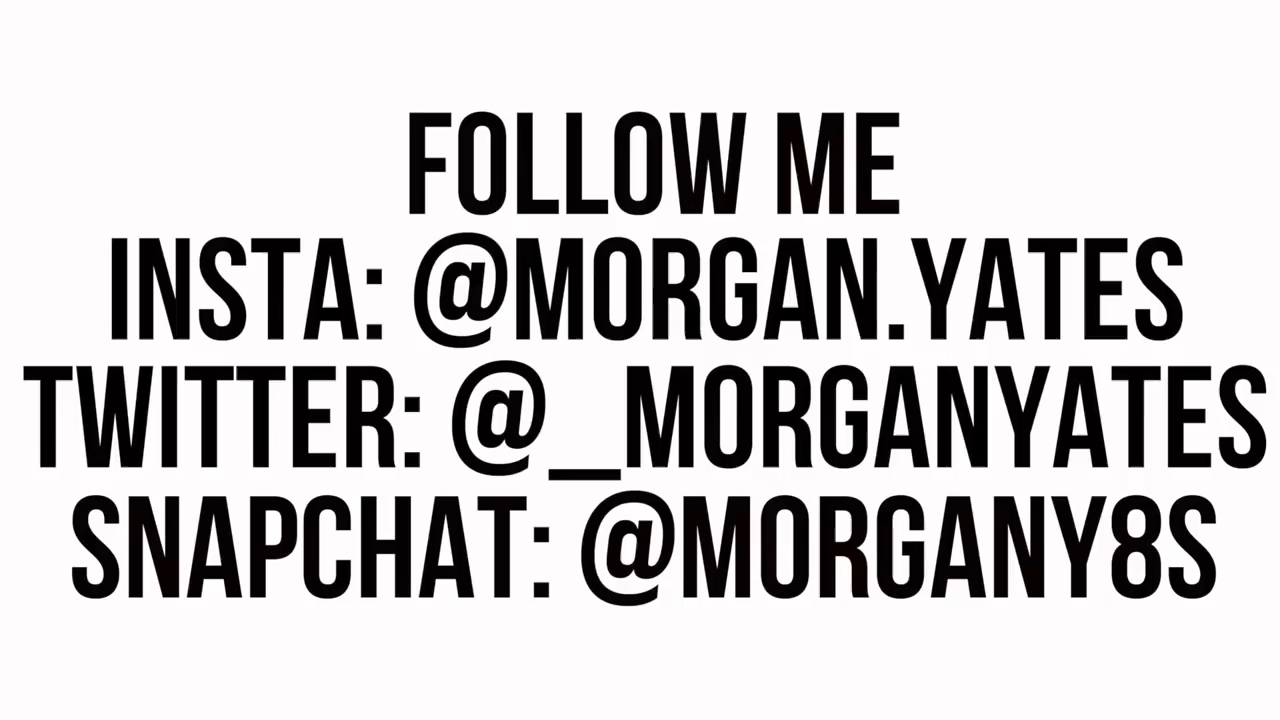 FOLLOW ME
INSTA: @MORGAN.YATES
TWITTER: @_MORGANYATES
SNAPCHAT: @MORGANY8S